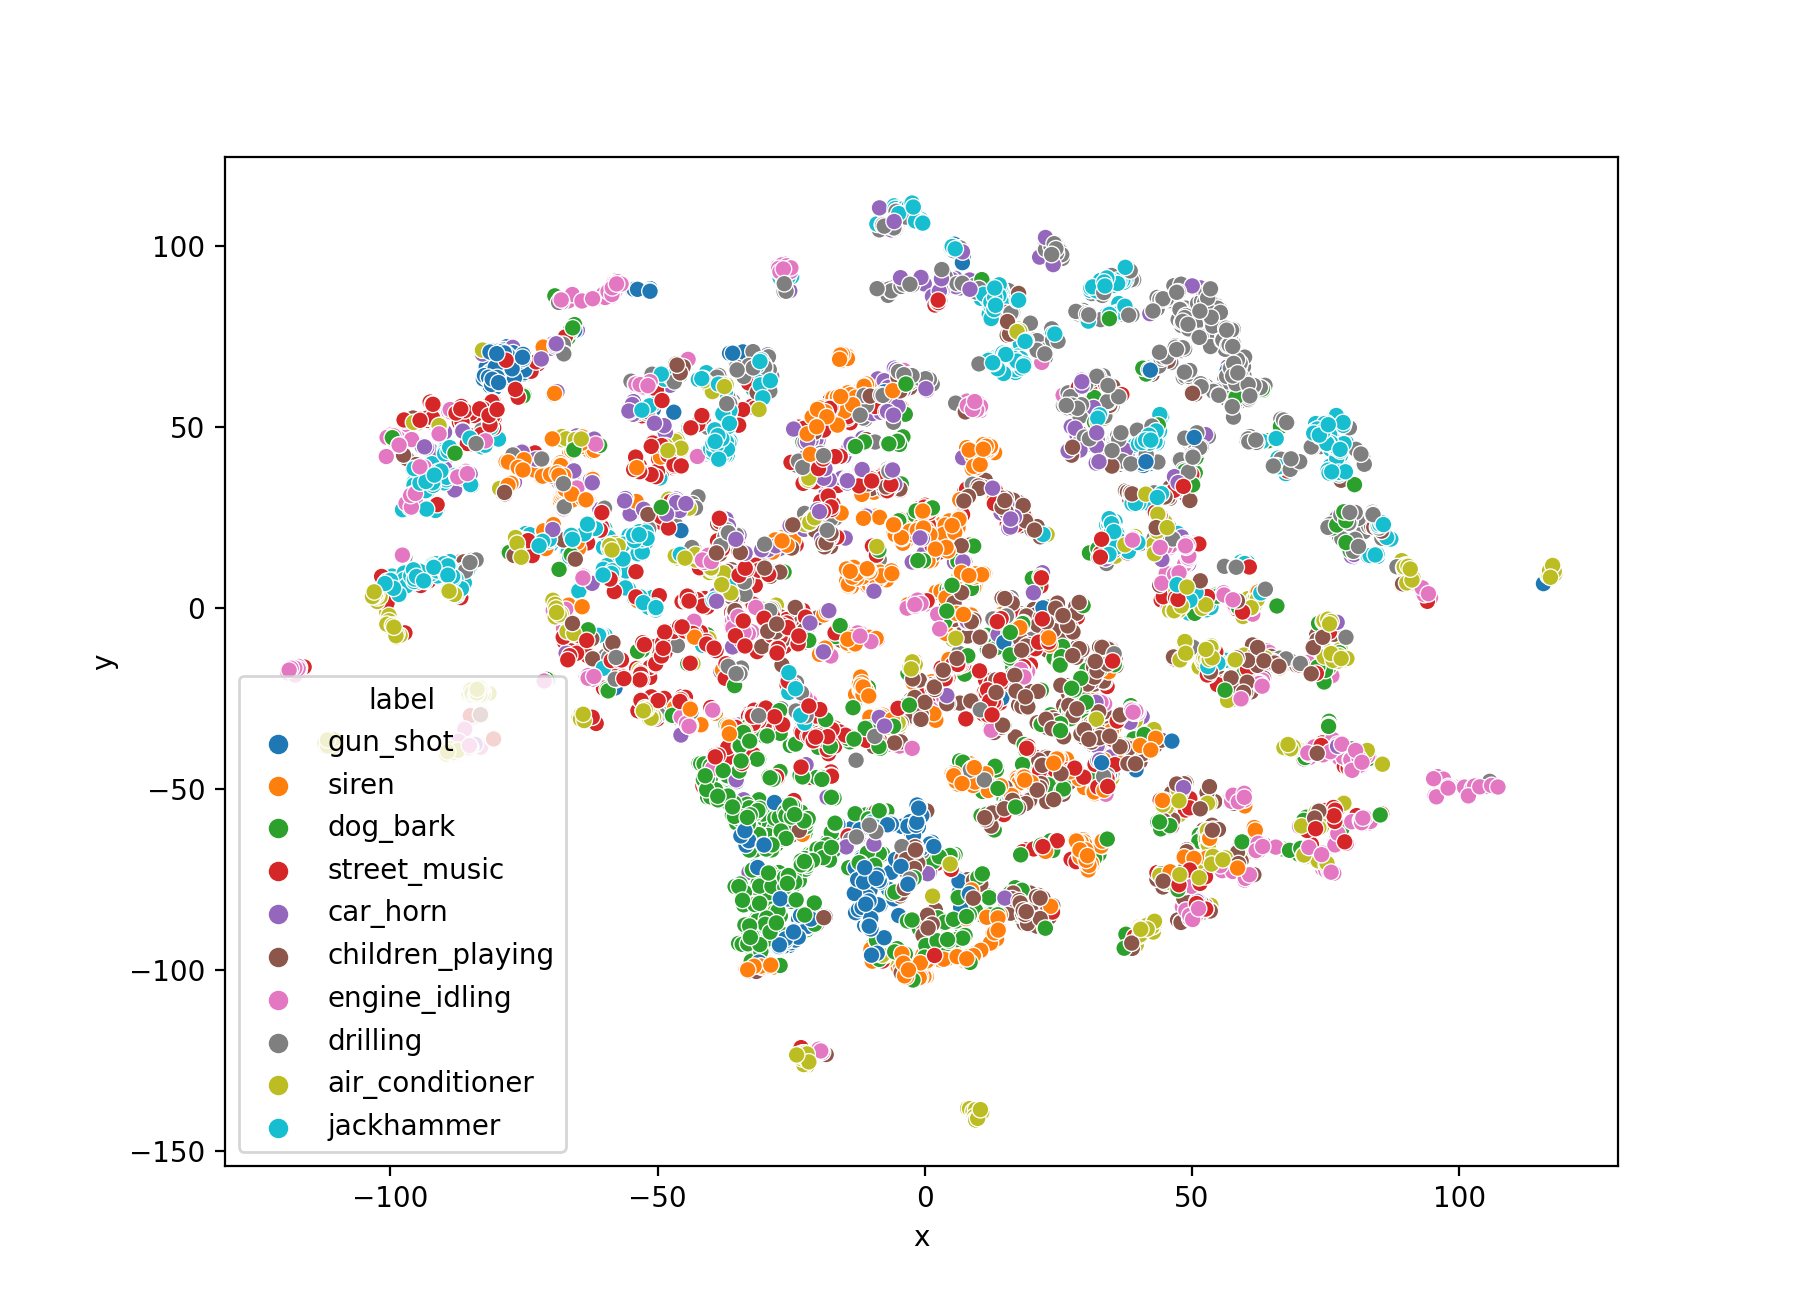 100
50
0
−50
−100
−150
y
label
gun_shot
siren
dog_bark
street_music
car_horn
children_playing
engine_idling
drilling
air_conditioner
jackhammer
−100 −50 0 50 100
x